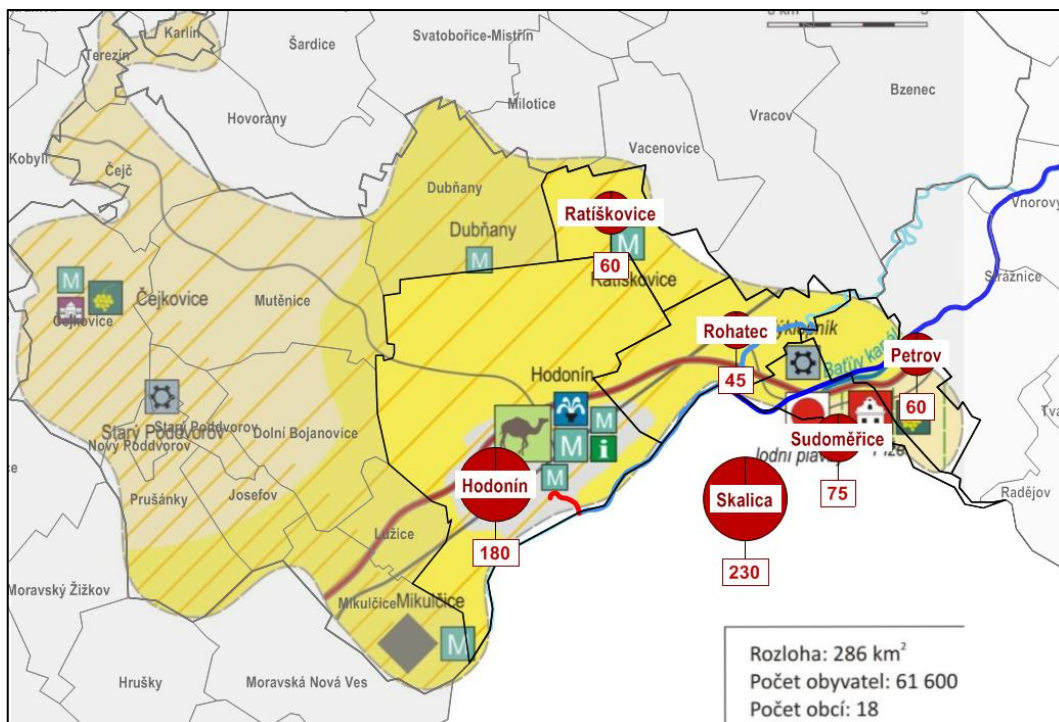 Karlín
Terezín
Šardice
Svatobořice-Mistřín
Bzenec
Hovorany
Milotice
Vracov
Kobylí
Čejč
Vacenovice
Dubňany
Vnorovy
Ratíškovice
Dubňany
M
M
60
Ratíškovice
Strážnice
M
Čejkovice
Mutěnice
Čejkovice
Rohatec
Petrov
Baťův kanál
45
Hodonín
60
M
Starý Poddvorov
Starý Poddvorov
Dolní Bojanovice
Nový Poddvorov
M
i
Sudoměřice
Hodonín
M
Skalica
Prušánky
Josefov
75
Radějov
Lužice
180
230
Moravský Žižkov
Mikulčice
Mikulčice
M
Hrušky
Moravská Nová Ves
Rozloha: 286 km²
Počet obyvatel: 61 600
Počet obcí: 18